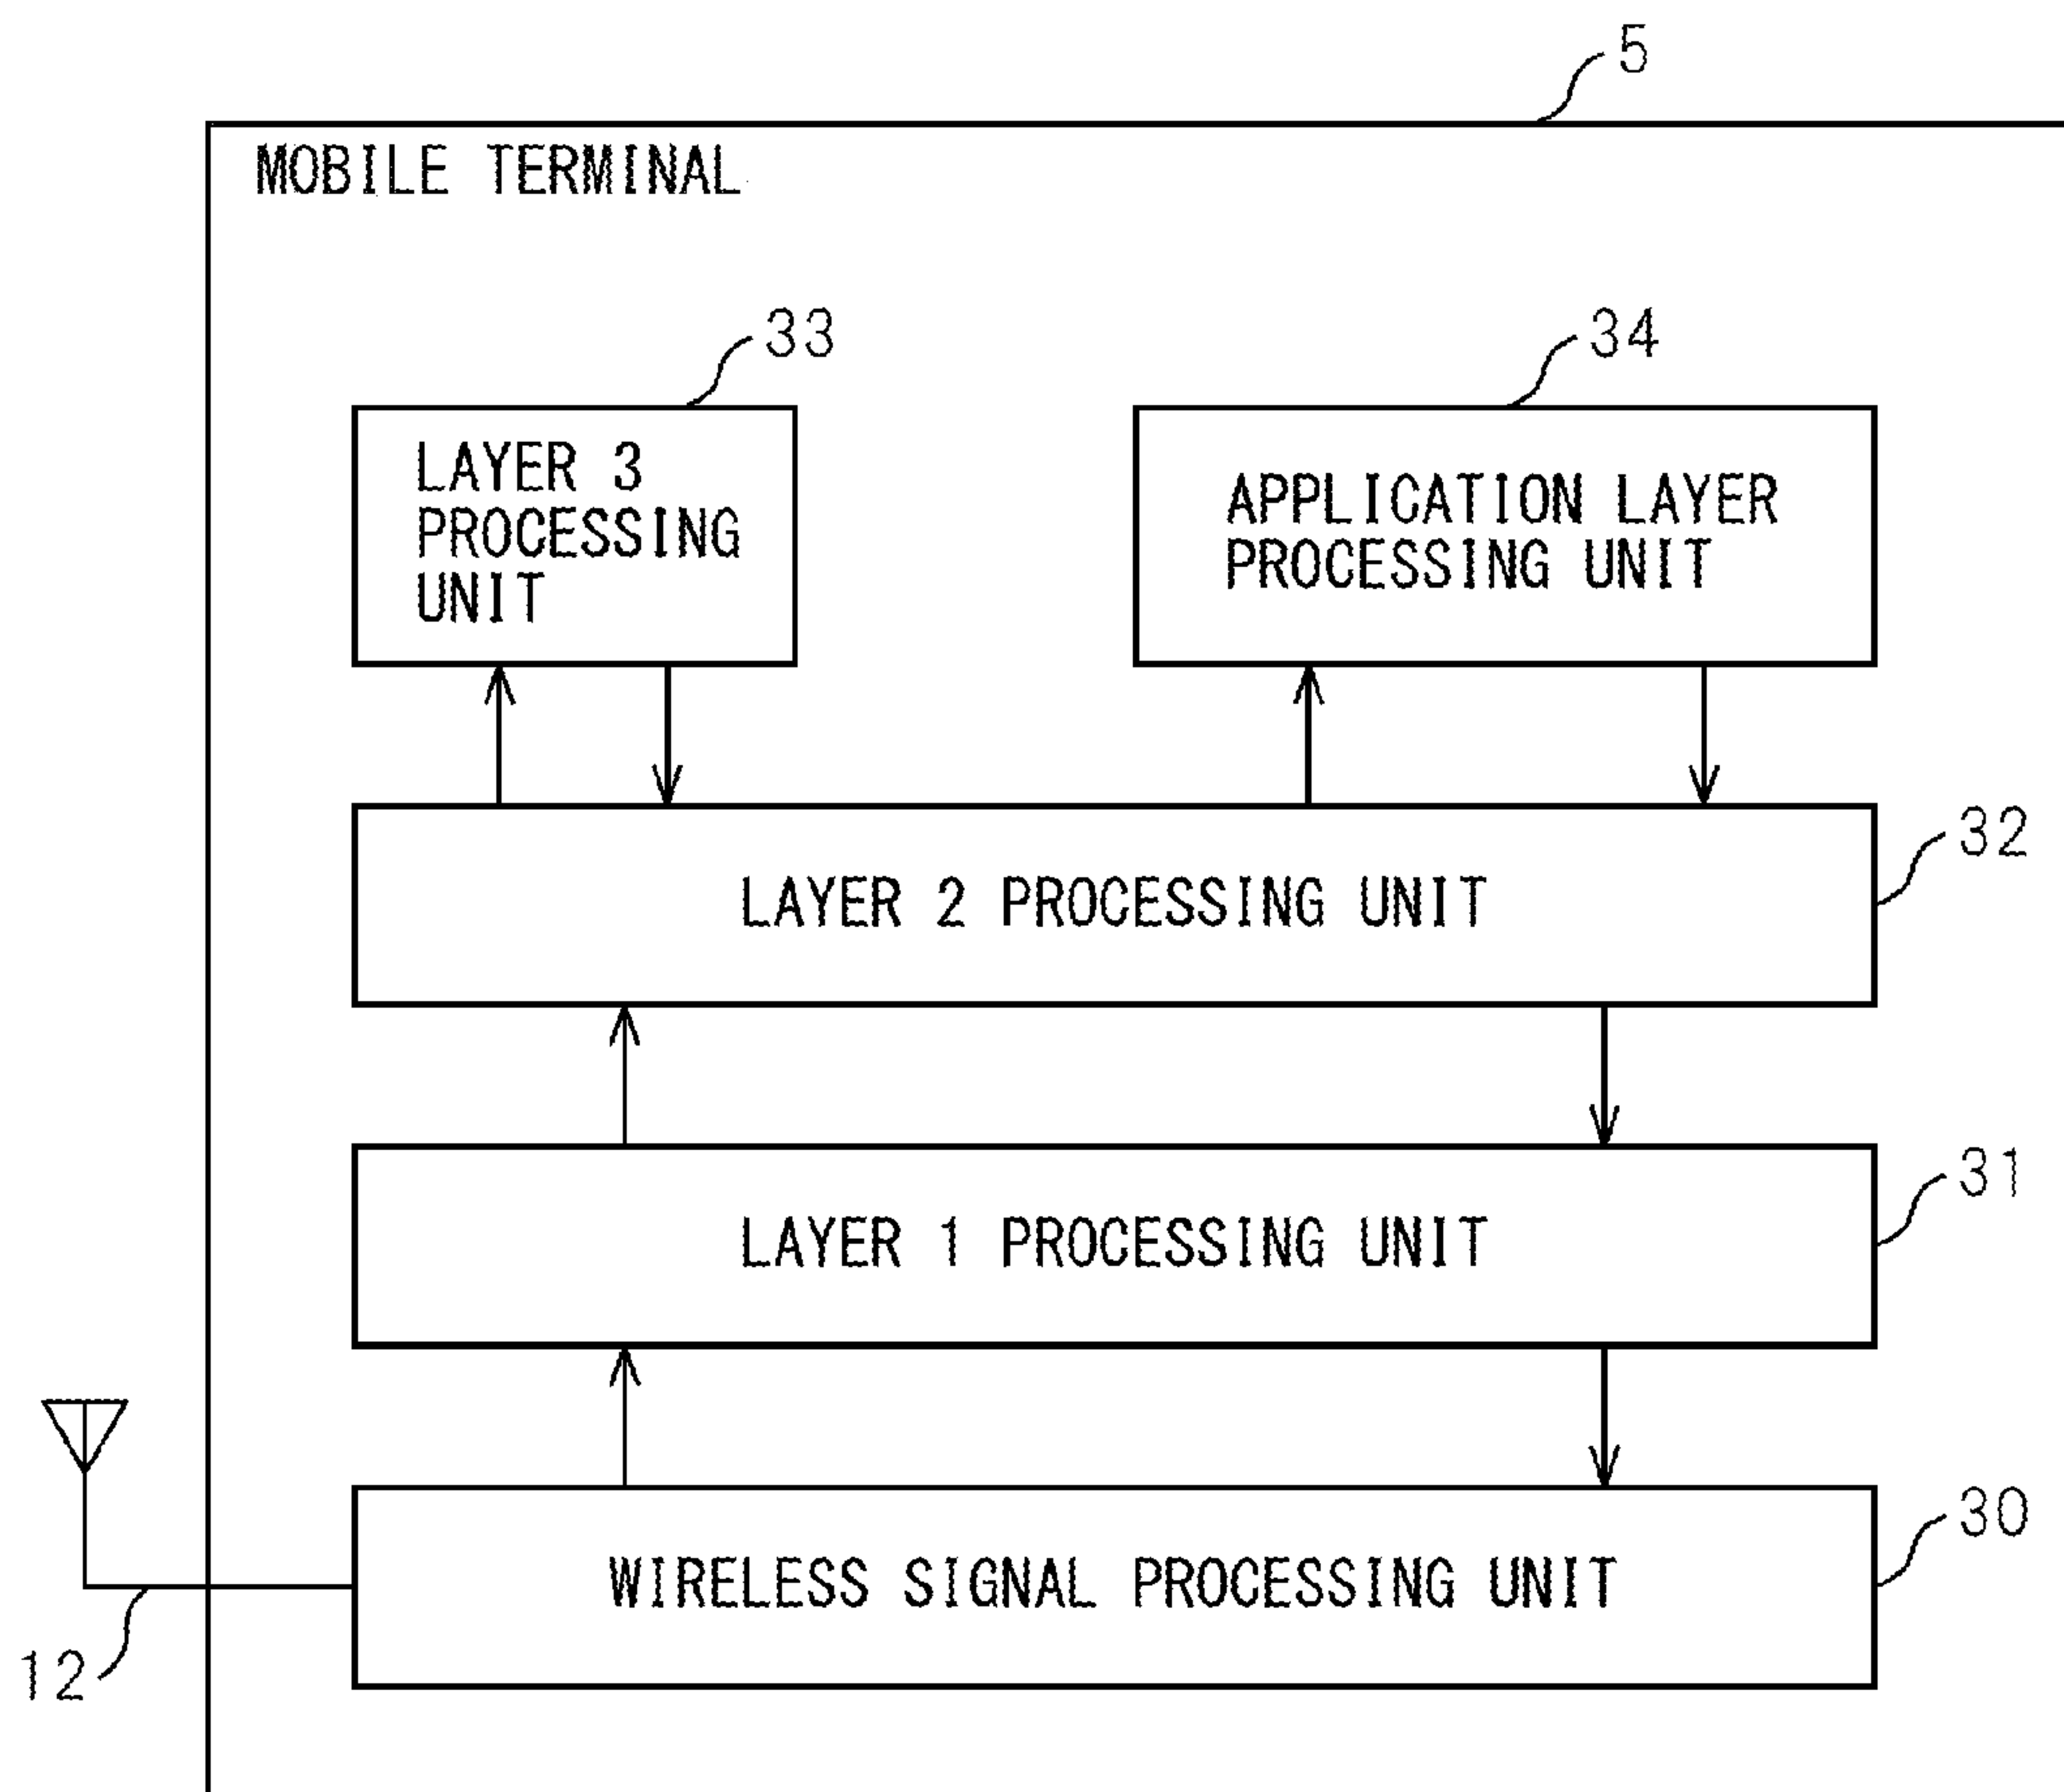 5
MOBILE TERMINAL
33
34
LAYER 3
PROCESSING
UNIT
APPLICATION LAYER
PROCESSING UNIT
32
LAYER 2 PROCESSING UNIT
31
LAYER 1 PROCESSING UNIT
30
WIRELESS SIGNAL PROCESSING UNIT
12